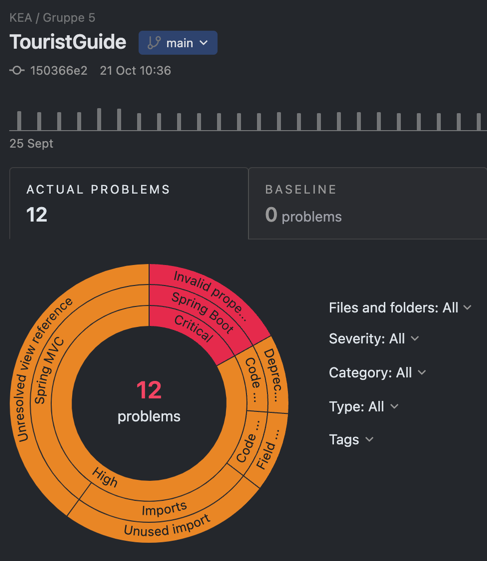 KEA / Gruppe 5
TouristGuide
main
150366e2 21 Oct 10:36
25 Sept
ACTUAL PROBLEMS
12
BASELINE
0 problems
Invalid prope...
Spring Boot
Critical
Deprec...
Code ...
Field ...
Code ...
Unresolved view reference
Spring MVC
High
Imports
Unused import
12
problems
Files and folders: All
Severity: All
Category: All
Type: All
Tags